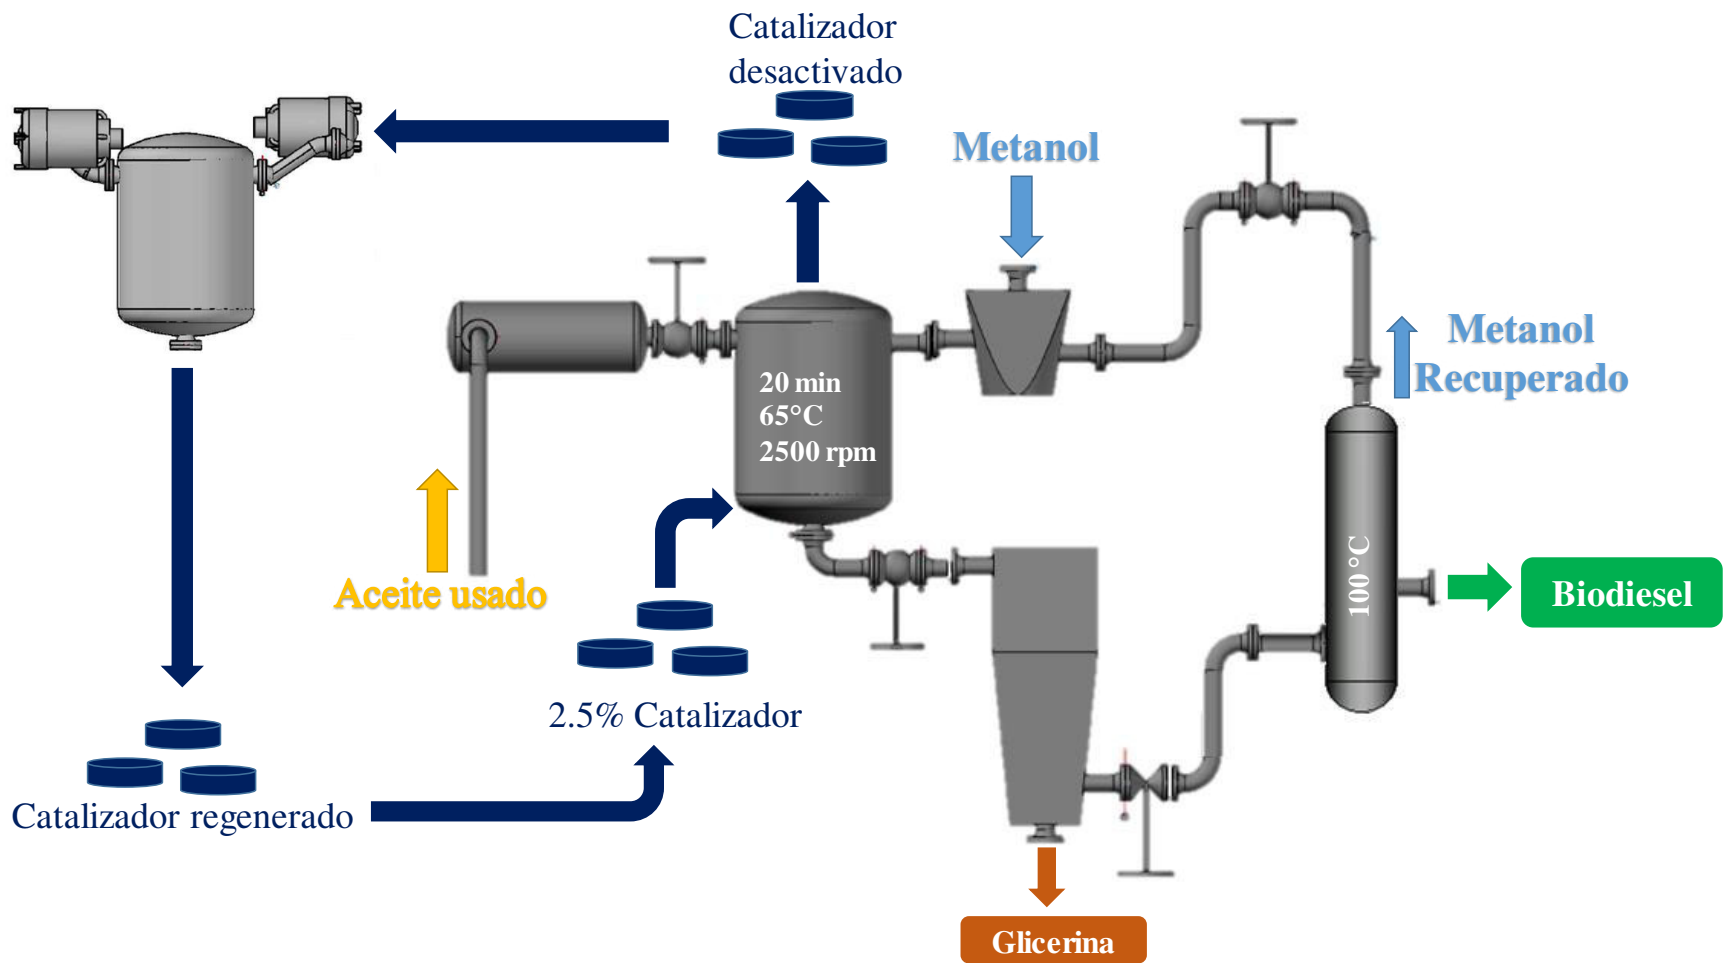 Catalizador
desactivado
Metanol
Metanol
Recuperado
20 min
65°C
2500 rpm
Aceite usado
100 °C
Biodiesel
2.5% Catalizador
Catalizador regenerado
Glicerina